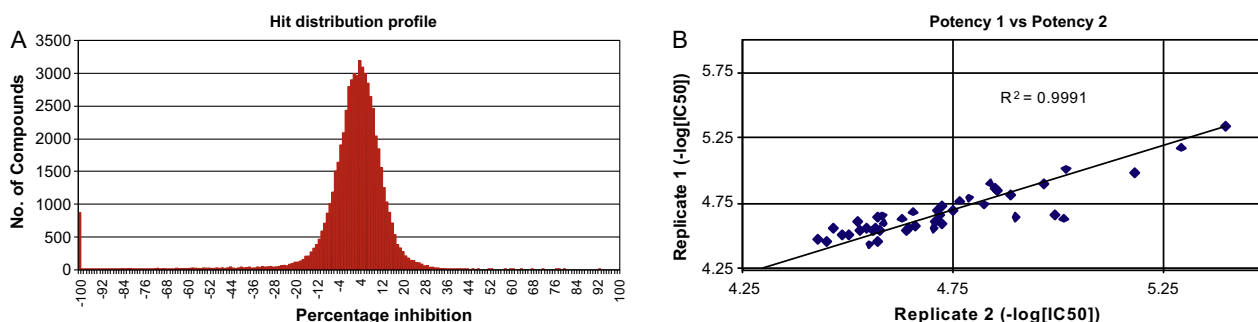 Hit distribution profile
A
3500
3000
2500
2000
1500
1000
500
0
No. of Compounds
-100 -92 -84 -76 -68 -60 -52 -44 -36 -28 -20 -12 -4 4 12 20 28 36 44 52 60 68 76 84 92 100
Percentage inhibition
Potency 1 vs Potency 2
B
5.75
5.25
4.75
4.25
Replicate 1 (-log[IC50])
R² = 0.9991
4.25 4.75 5.25
Replicate 2 (-log[IC50])